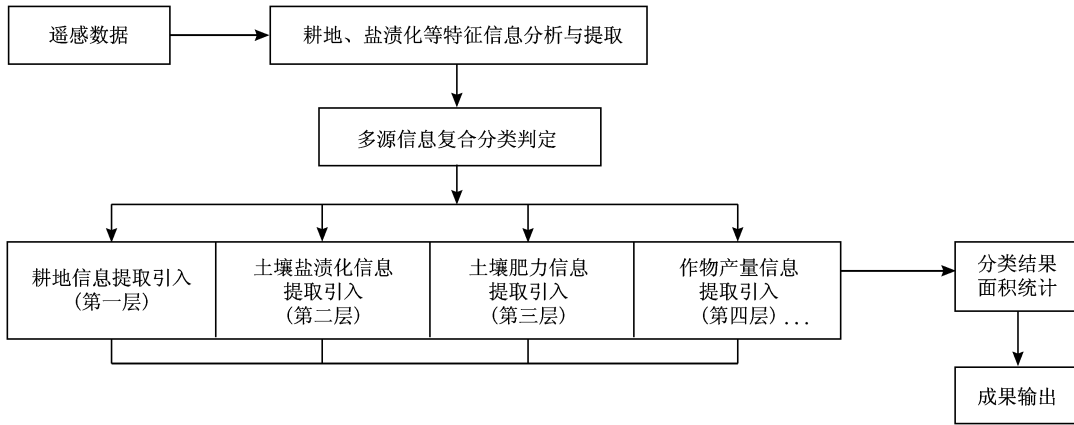 遥感数据
耕地、盐渍化等特征信息分析与提取
多源信息复合分类判定
耕地信息提取引入
(第一层)
土壤盐渍化信息
提取引入
(第二层)
土壤肥力信息
提取引入
(第三层)
作物产量信息
提取引入
(第四层)...
分类结果
面积统计
成果输出